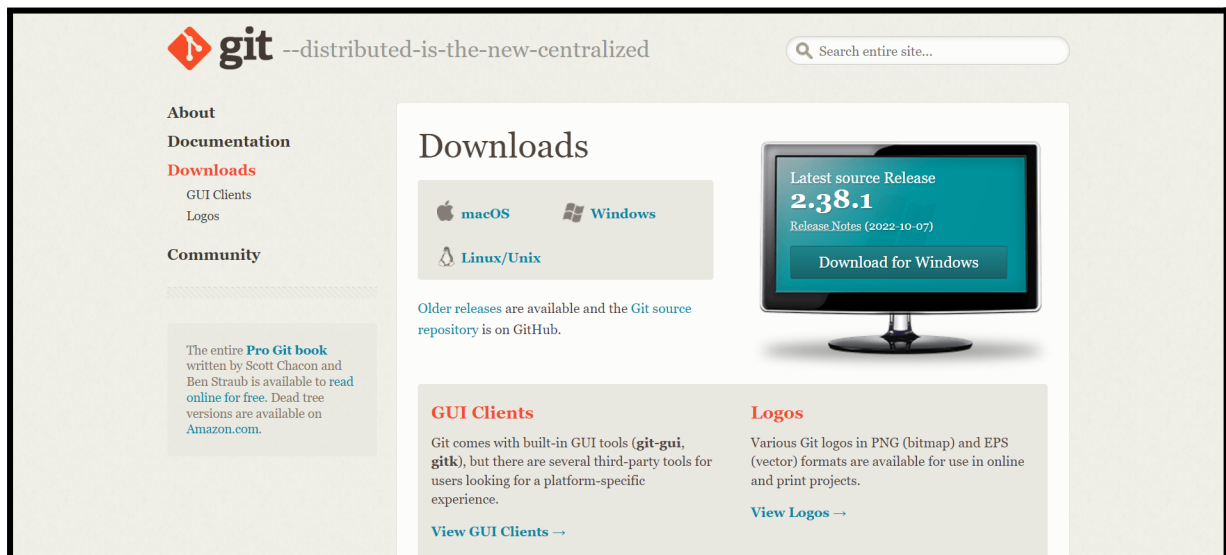 git --distributed-is-the-new-centralized
Search entire site...
About
Documentation
Downloads
GUI Clients
Logos
Community
The entire Pro Git book
written by Scott Chacon and
Ben Straub is available to read
online for free. Dead tree
versions are available on
Amazon.com.
Downloads
macOS
Windows
Linux/Unix
Older releases are available and the Git source
repository is on GitHub.
Latest source Release
2.38.1
Release Notes (2022-10-07)
Download for Windows
GUI Clients
Git comes with built-in GUI tools (git-gui,
gitk), but there are several third-party tools for
users looking for a platform-specific
experience.
View GUI Clients →
Logos
Various Git logos in PNG (bitmap) and EPS
(vector) formats are available for use in online
and print projects.
View Logos →